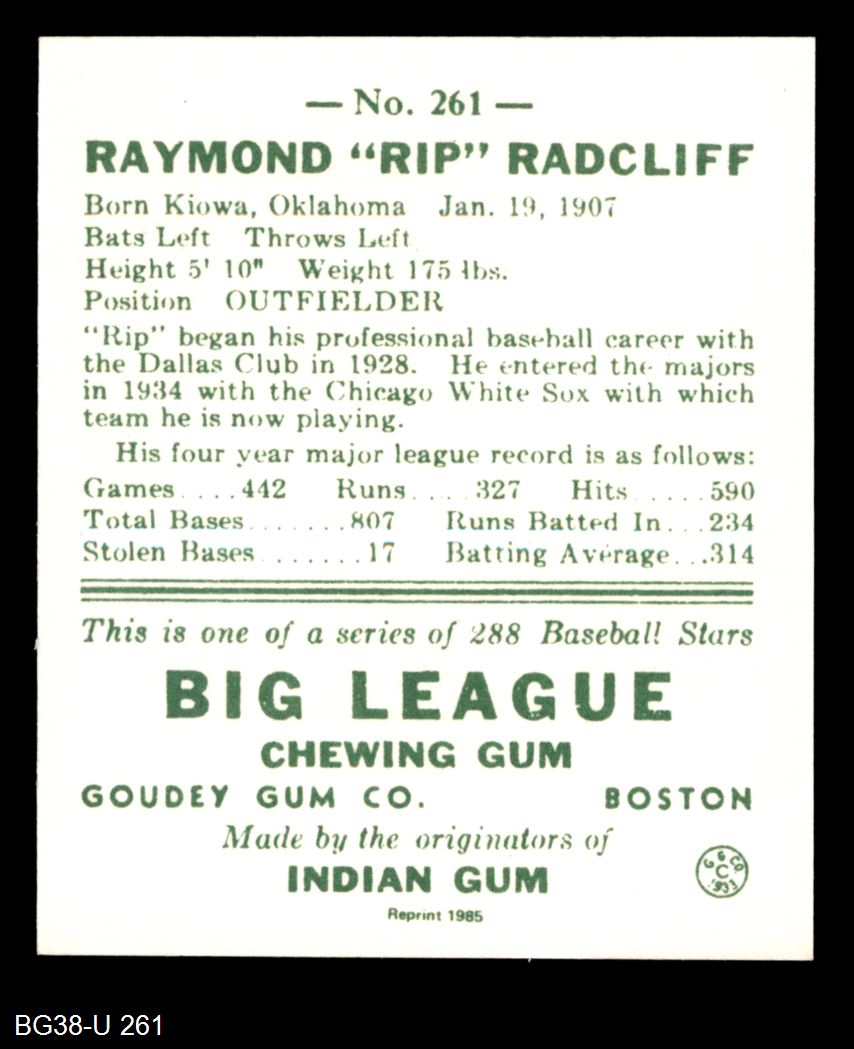 — No. 261 —
RAYMOND “RIP” RADCLIFF
Born Kiowa, Oklahoma Jan. 19, 1907
Bats Left Throws Left
Height 5' 10" Weight 175 lbs.
Position OUTFIELDER
“Rip” began his professional baseball career with
the Dallas Club in 1928. He entered the majors
in 1934 with the Chicago White Sox with which
team he is now playing.
His four year major league record is as follows:
Games ....442 Runs.... 327 Hits.....590
Total Bases.......807 Runs Batted In...234
Stolen Bases.......17 Batting Average...314
This is one of a series of 288 Baseball Stars
BIG LEAGUE
CHEWING GUM
GOUDEY GUM CO. BOSTON
Made by the originators of
INDIAN GUM
G G CO.
C
1933
Reprint 1985
BG38-U 261